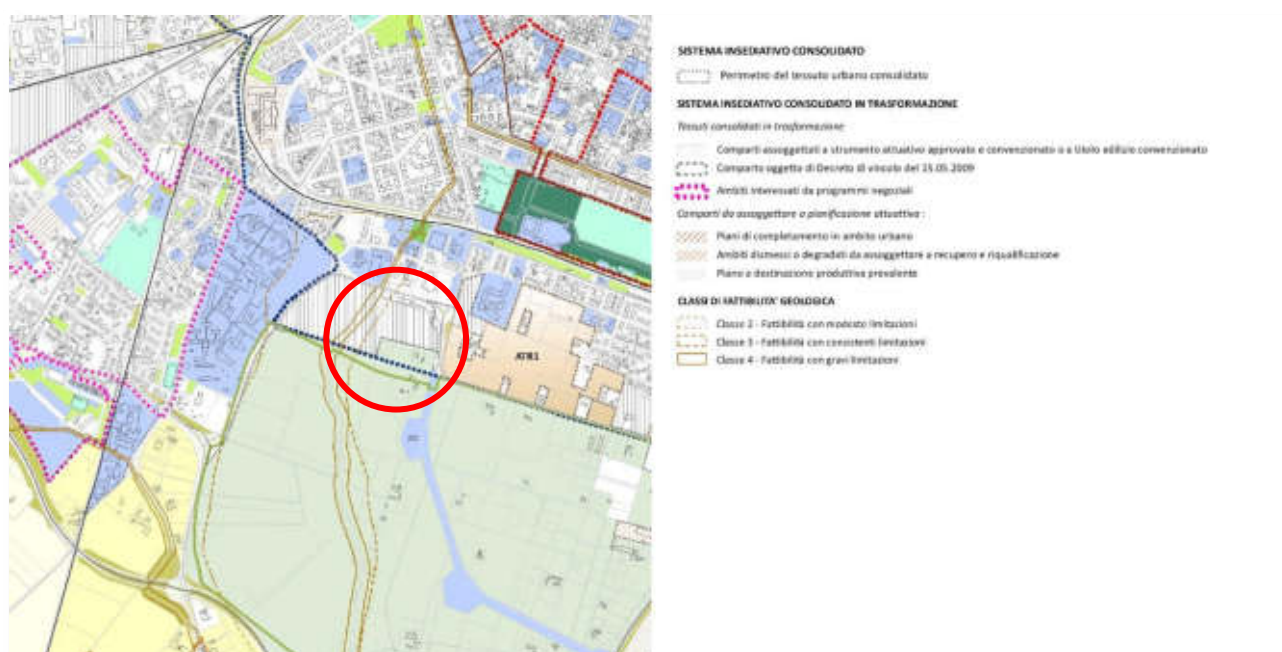 SISTEMA INSEDIATIVO CONSOLIDATO
Perimetro del tessuto urbano consolidato
SISTEMA INSEDIATIVO CONSOLIDATO IN TRASFORMAZIONE
Tessuti consolidati in trasformazione
Comparti assoggettati a strumento attuativo approvato e convenzionato o a titolo edilizio convenzionato
Comparto oggetto di Decreto di vincolo del 15.05.2009
Ambiti interessati da programmi negoziali
Comparti da assoggettare a pianificazione attuattiva :
Piani di completamento in ambito urbano
Ambiti dismessi o degradati da assoggettare a recupero e riqualificazione
Piano a destinazione produttiva prevalente
CLASSI DI FATTIBILITA' GEOLOGICA
Classe 2 - Fattibilità con modeste limitazioni
Classe 3 - Fattibilità con consistenti limitazioni
Classe 4 - Fattibilità con gravi limitazioni